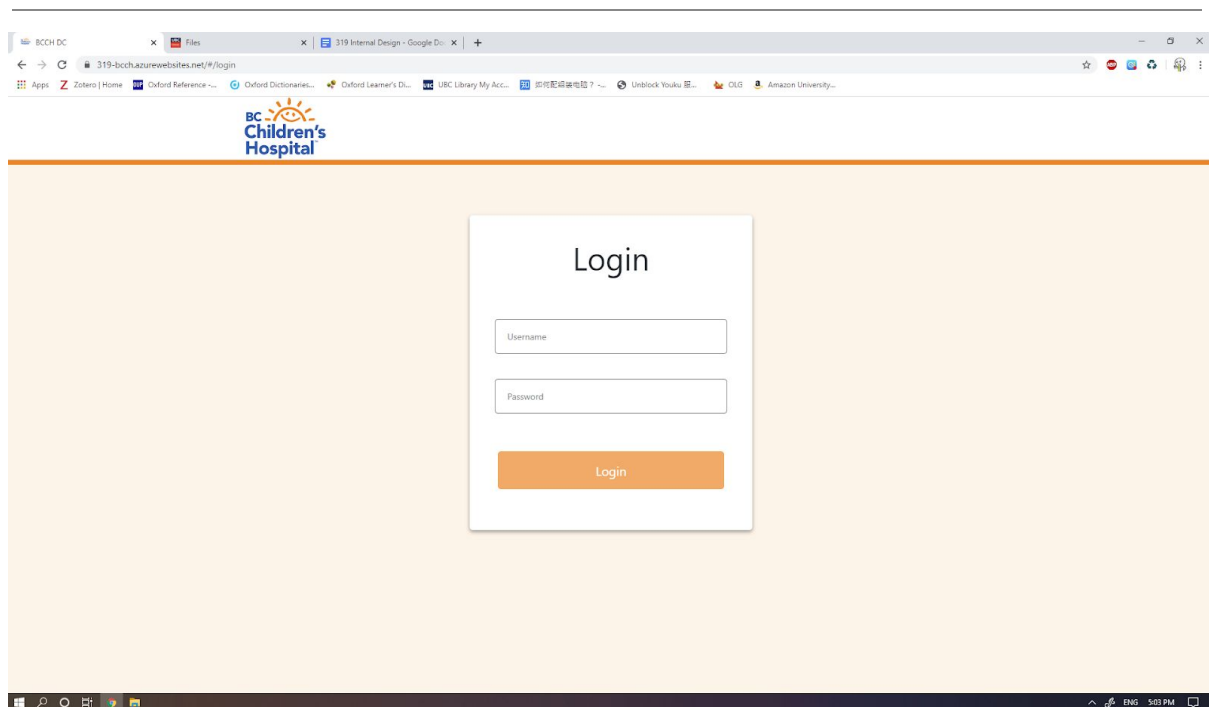 BCCH DC Files 319 Internal Design - Google Do
319-bcch.azurewebsites.net/#/login
Apps Zotero | Home Oxford Reference -... Oxford Dictionaries... Oxford Learner's Di... UBC Library My Acc... Unblock Youku OLG Amazon University...
BC
Children's
Hospital
Login
Username
Password
Login
ENG 5:03 PM